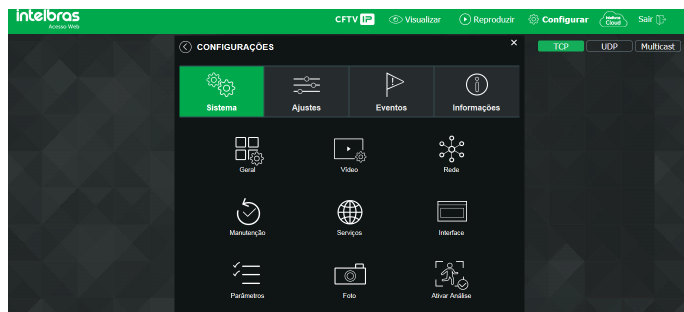 intelbras
Acesso Web
CFTV IP Visualizar Reproduzir Configurar intelbras Cloud Sair
CONFIGURAÇÕES ×
TCP UDP Multicast
Sistema Ajustes Eventos Informações
Geral Vídeo Rede
Manutenção Serviços Interface
Parâmetros Foto Ativar Análise